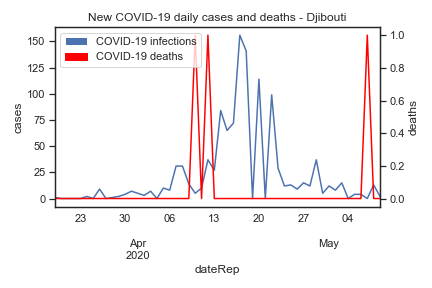 New COVID-19 daily cases and deaths - Djibouti
COVID-19 infections
COVID-19 deaths
cases
150
125
100
75
50
25
0
deaths
1.0
0.8
0.6
0.4
0.2
0.0
23 30 06 13 20 27 04
Apr May
2020
dateRep